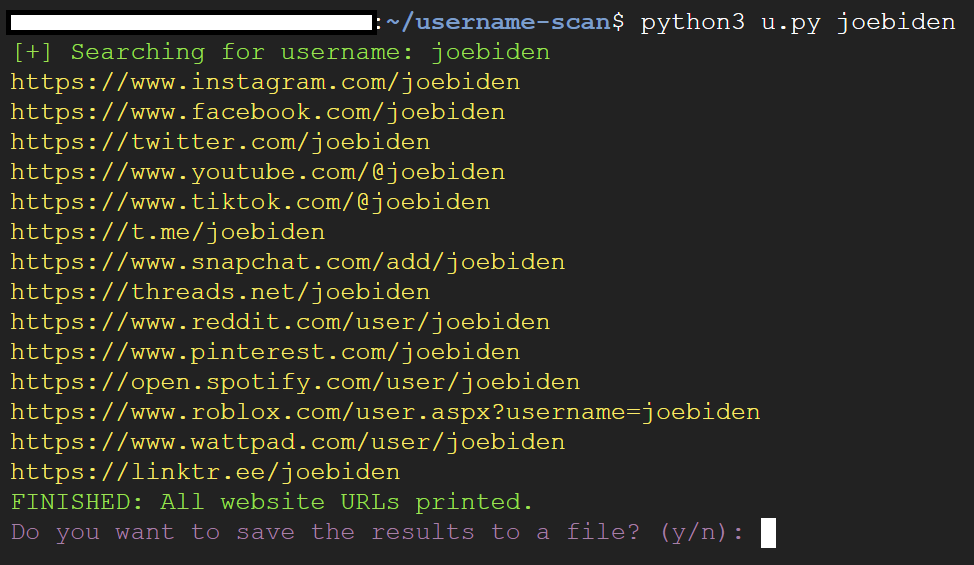 :~/username-scan$ python3 u.py joebiden
[+] Searching for username: joebiden
https://www.instagram.com/joebiden
https://www.facebook.com/joebiden
https://twitter.com/joebiden
https://www.youtube.com/@joebiden
https://www.tiktok.com/@joebiden
https://t.me/joebiden
https://www.snapchat.com/add/joebiden
https://threads.net/joebiden
https://www.reddit.com/user/joebiden
https://www.pinterest.com/joebiden
https://open.spotify.com/user/joebiden
https://www.roblox.com/user.aspx?username=joebiden
https://www.wattpad.com/user/joebiden
https://linktr.ee/joebiden
FINISHED: All website URLs printed.
Do you want to save the results to a file? (y/n):